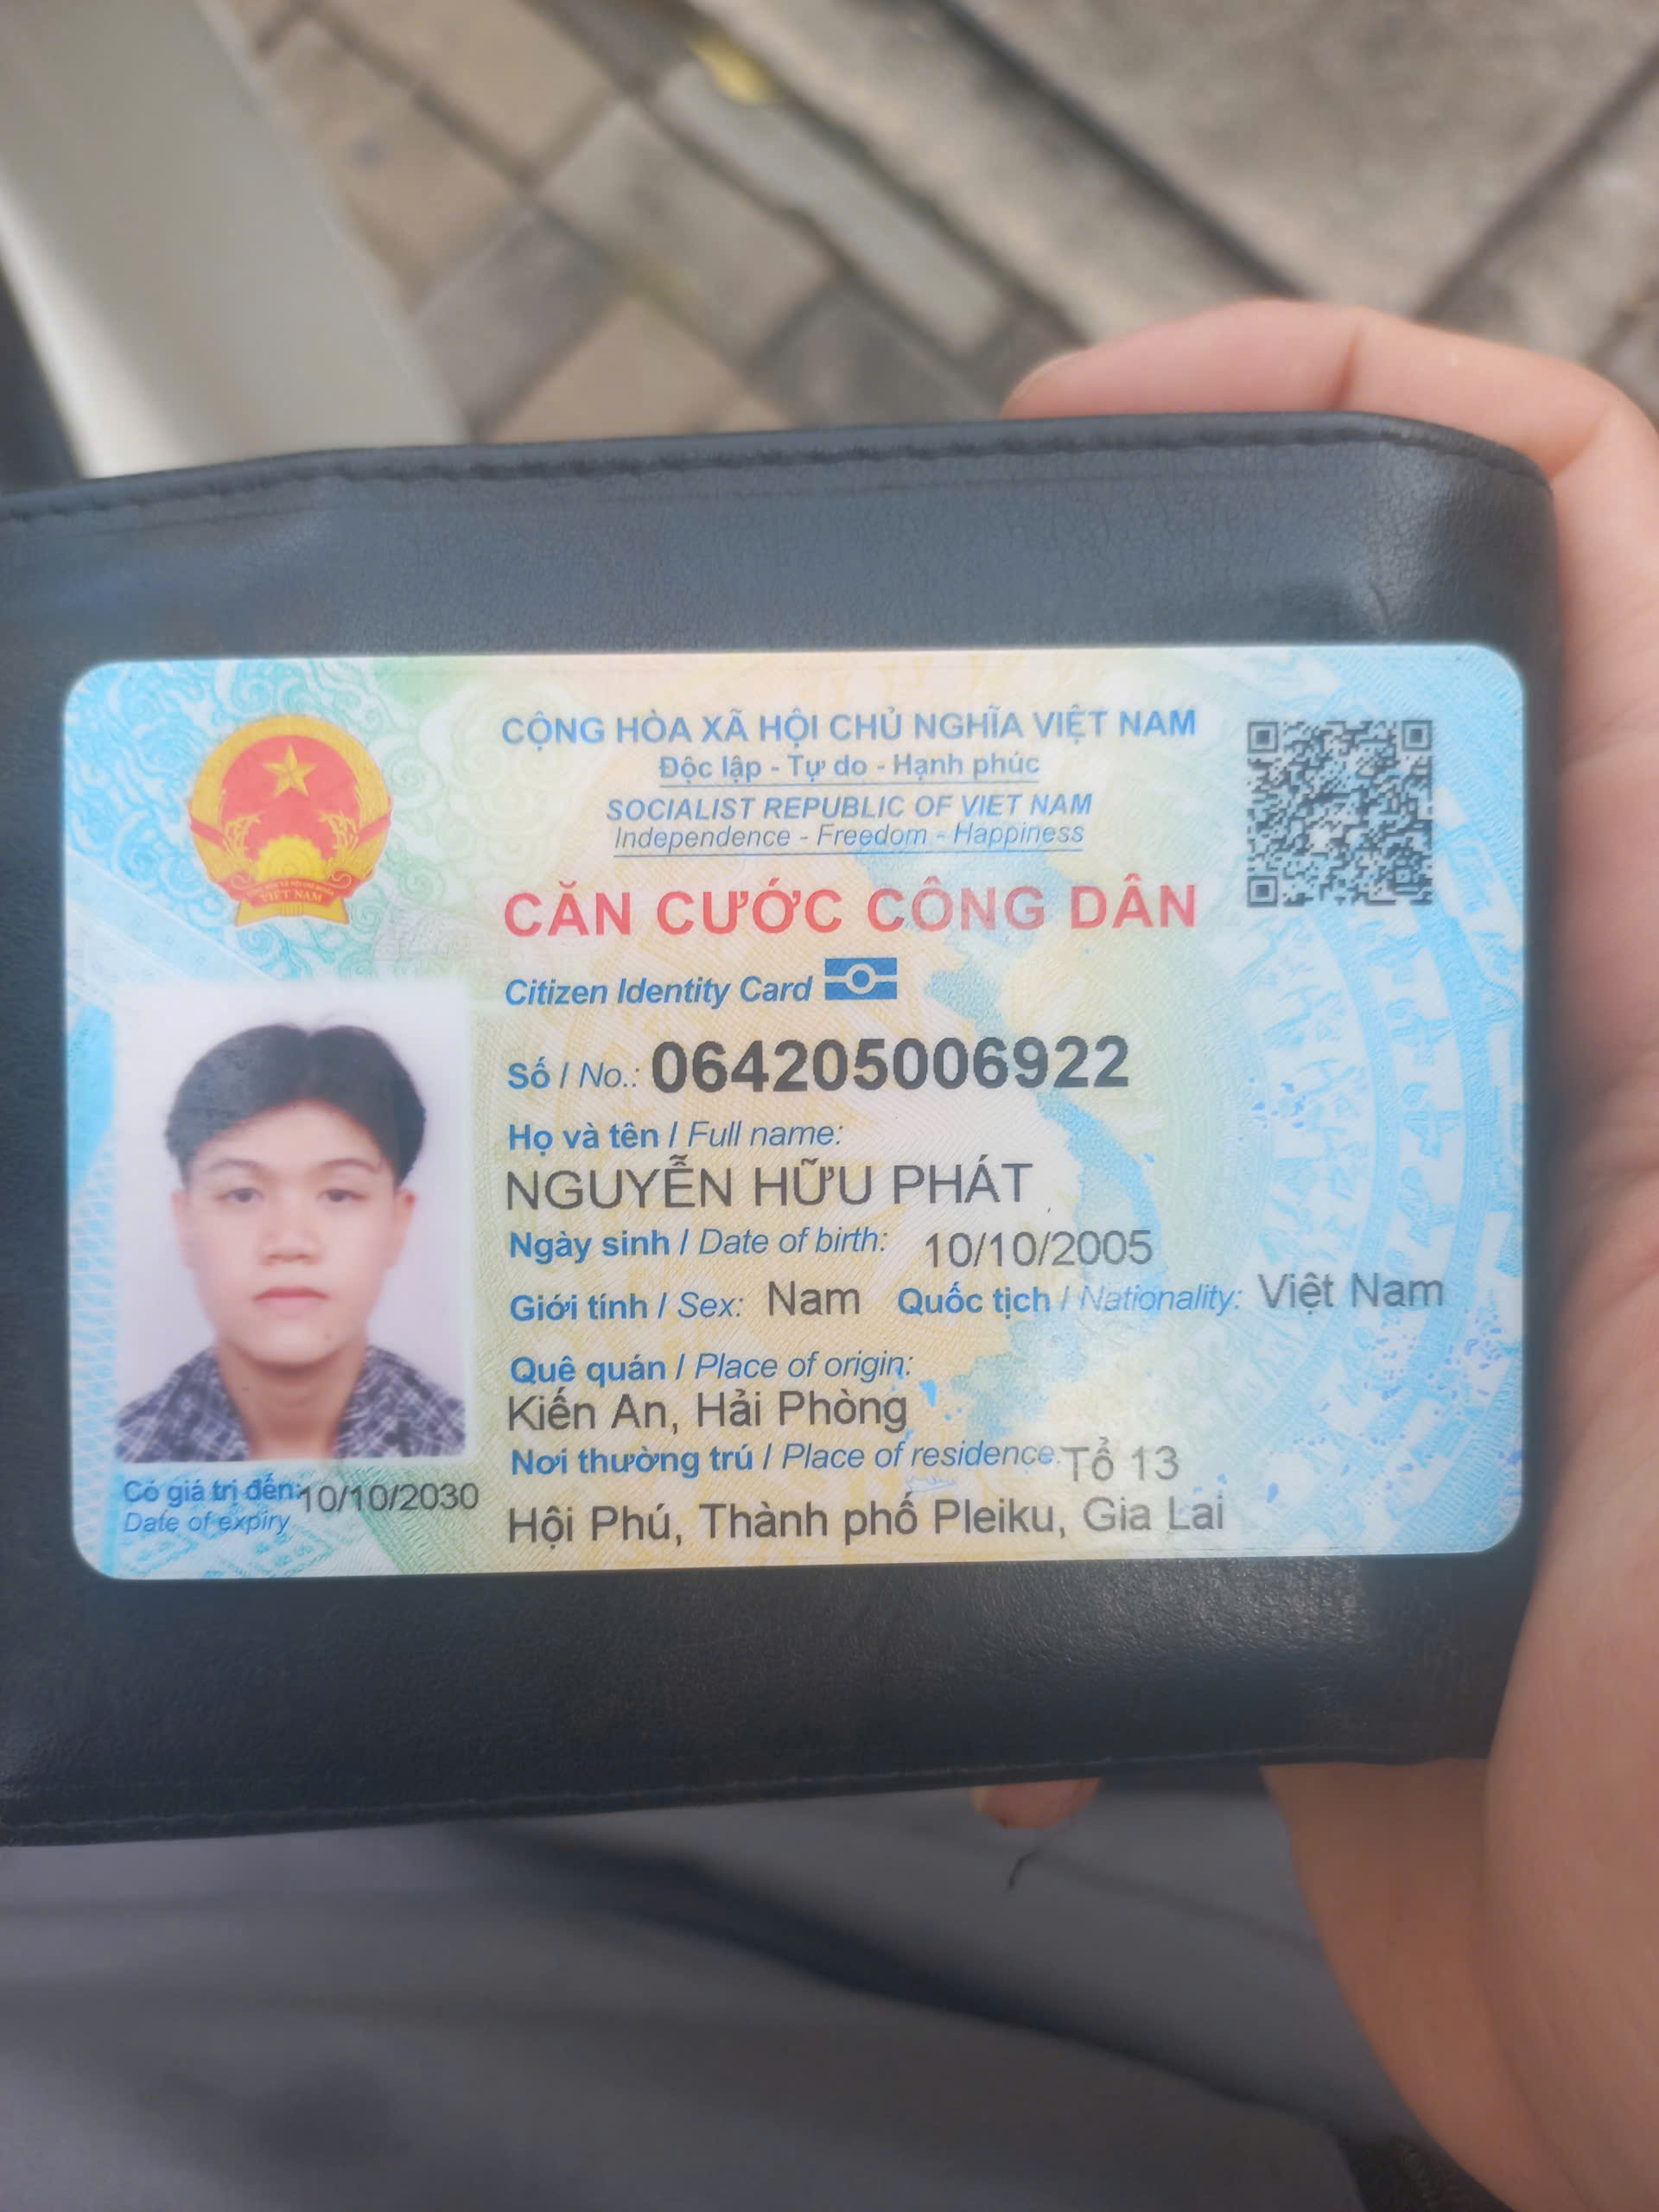 CỘNG HÒA XÃ HỘI CHỦ NGHĨA VIỆT NAM
Độc lập - Tự do - Hạnh phúc
SOCIALIST REPUBLIC OF VIET NAM
Independence - Freedom - Happiness
CĂN CƯỚC CÔNG DÂN
Citizen Identity Card
Số / No.: 064205006922
Họ và tên / Full name:
NGUYỄN HỮU PHÁT
Ngày sinh / Date of birth: 10/10/2005
Giới tính / Sex: Nam Quốc tịch / Nationality: Việt Nam
Quê quán / Place of origin:
Kiến An, Hải Phòng
Nơi thường trú / Place of residence: Tổ 13
Hội Phú, Thành phố Pleiku, Gia Lai
Có giá trị đến: 10/10/2030
Date of expiry
VIỆT NAM